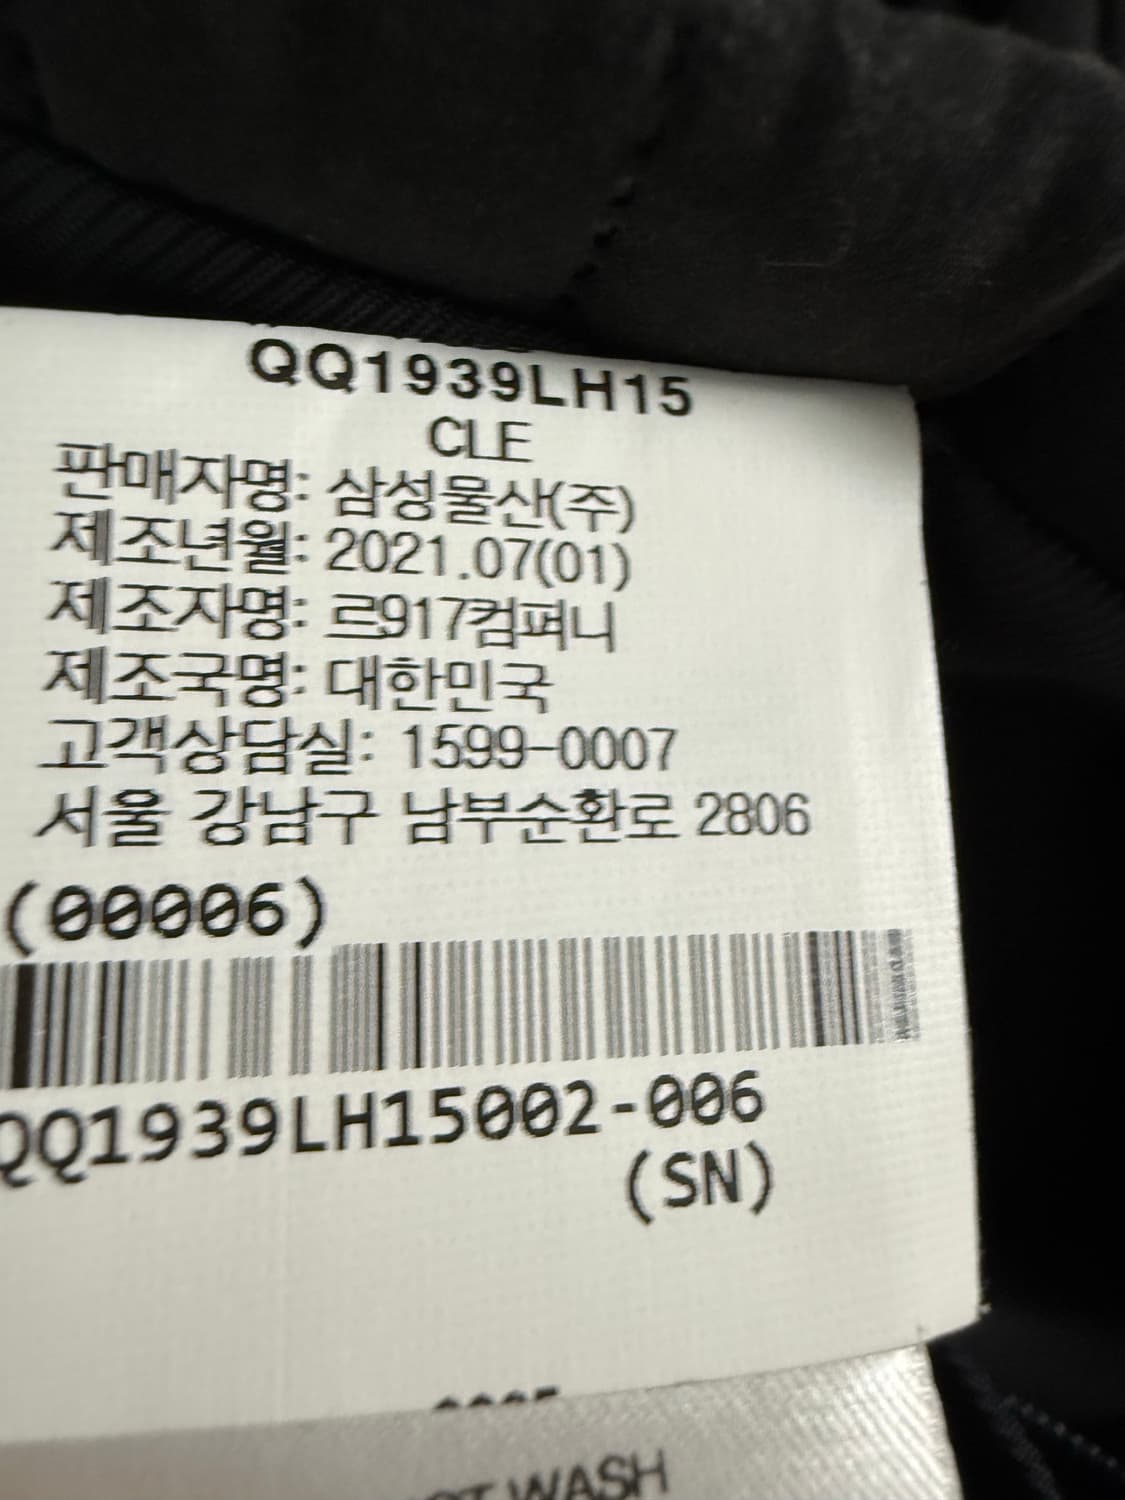 QQ1939LH15
CLE
판매자명: 삼성물산(주)
제조년월: 2021.07(01)
제조자명: 르917컴퍼니
제조국명: 대한민국
고객상담실: 1599-0007
서울 강남구 남부순환로 2806
(00006)
QQ1939LH15002-006
(SN)
WASH